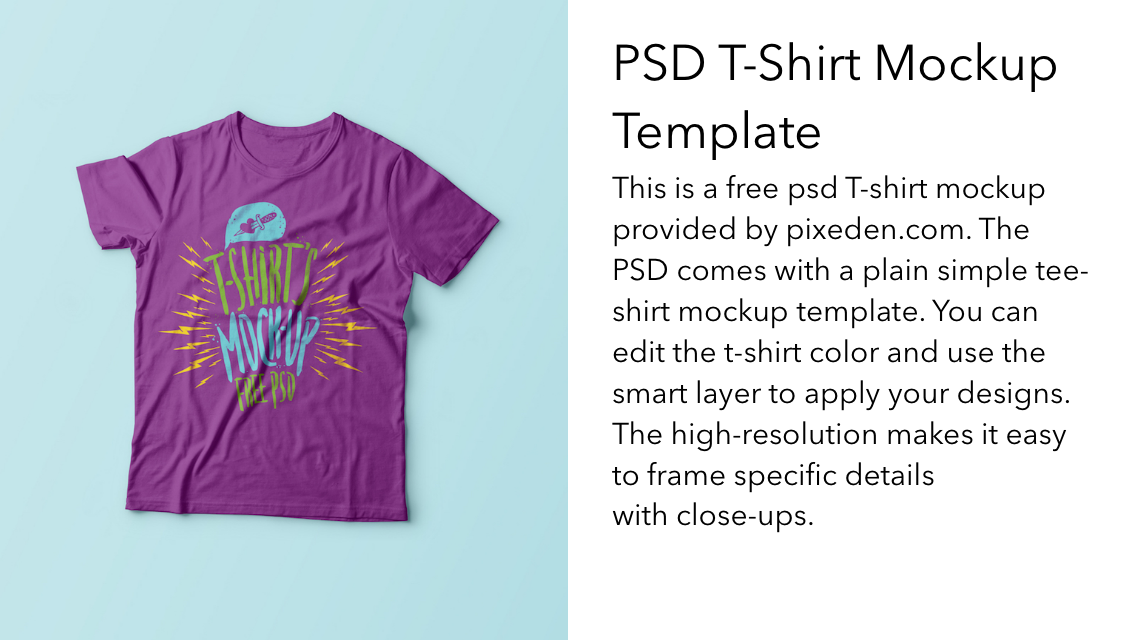 T-SHIRT'S
MOCK-UP
FREE PSD
PSD T-Shirt Mockup
Template
This is a free psd T-shirt mockup
provided by pixeden.com. The
PSD comes with a plain simple tee-
shirt mockup template. You can
edit the t-shirt color and use the
smart layer to apply your designs.
The high-resolution makes it easy
to frame specific details
with close-ups.